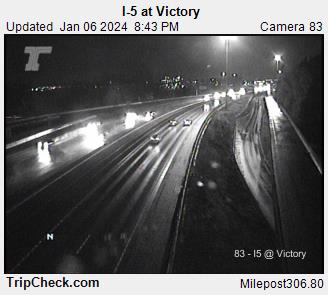 I-5 at Victory
Updated Jan 06 2024 8:43 PM Camera 83
T
N
83 - I5 @ Victory
TripCheck.com Milepost306.80